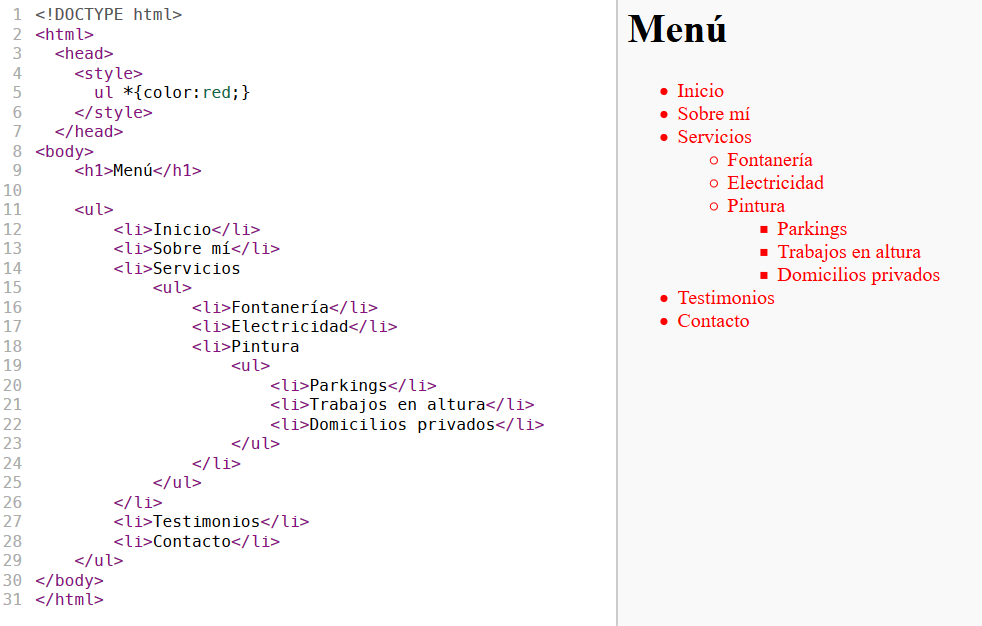 1 <!DOCTYPE html>
2 <html>
3   <head>
4     <style>
5       ul *{color:red;}
6     </style>
7   </head>
8 <body>
9     <h1>Menú</h1>
10
11     <ul>
12         <li>Inicio</li>
13         <li>Sobre mí</li>
14         <li>Servicios
15             <ul>
16                 <li>Fontanería</li>
17                 <li>Electricidad</li>
18                 <li>Pintura
19                     <ul>
20                         <li>Parkings</li>
21                         <li>Trabajos en altura</li>
22                         <li>Domicilios privados</li>
23                     </ul>
24                 </li>
25             </ul>
26         </li>
27         <li>Testimonios</li>
28         <li>Contacto</li>
29     </ul>
30 </body>
31 </html>
Menú
Inicio
Sobre mí
Servicios
Fontanería
Electricidad
Pintura
Parkings
Trabajos en altura
Domicilios privados
Testimonios
Contacto